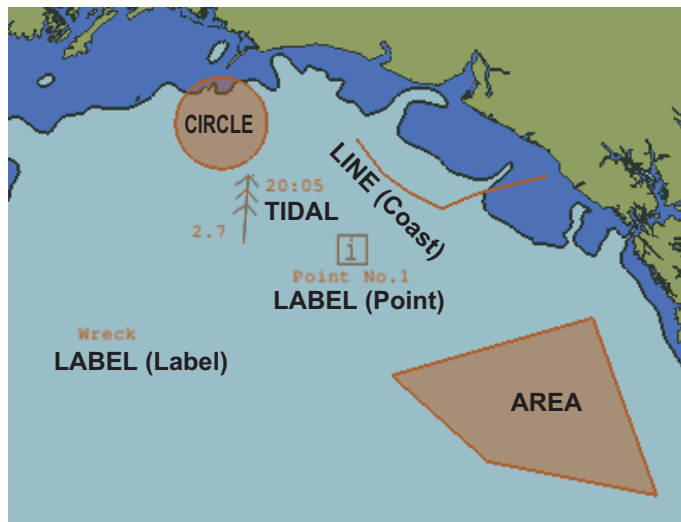 CIRCLE
LINE (Coast)
20:05
TIDAL
2.7
i
Point No.1
LABEL (Point)
Wreck
LABEL (Label)
AREA